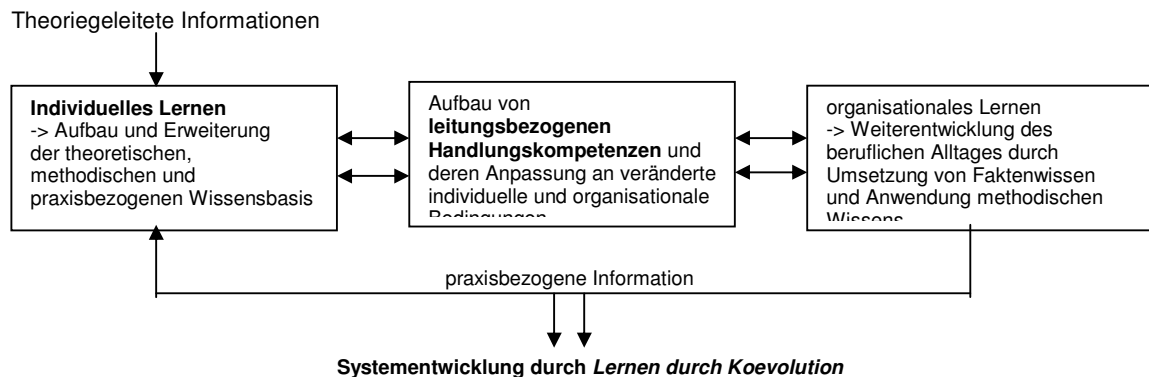 Theoriegeleitete Informationen
Individuelles Lernen
-> Aufbau und Erweiterung
der theoretischen,
methodischen und
praxisbezogenen Wissensbasis
Aufbau von
leitungsbezogenen
Handlungskompetenzen und
deren Anpassung an veränderte
individuelle und organisationale
Bedingungen
organisationales Lernen
-> Weiterentwicklung des
beruflichen Alltages durch
Umsetzung von Faktenwissen
und Anwendung methodischen
Wissens
praxisbezogene Information
Systementwicklung durch Lernen durch Koevolution